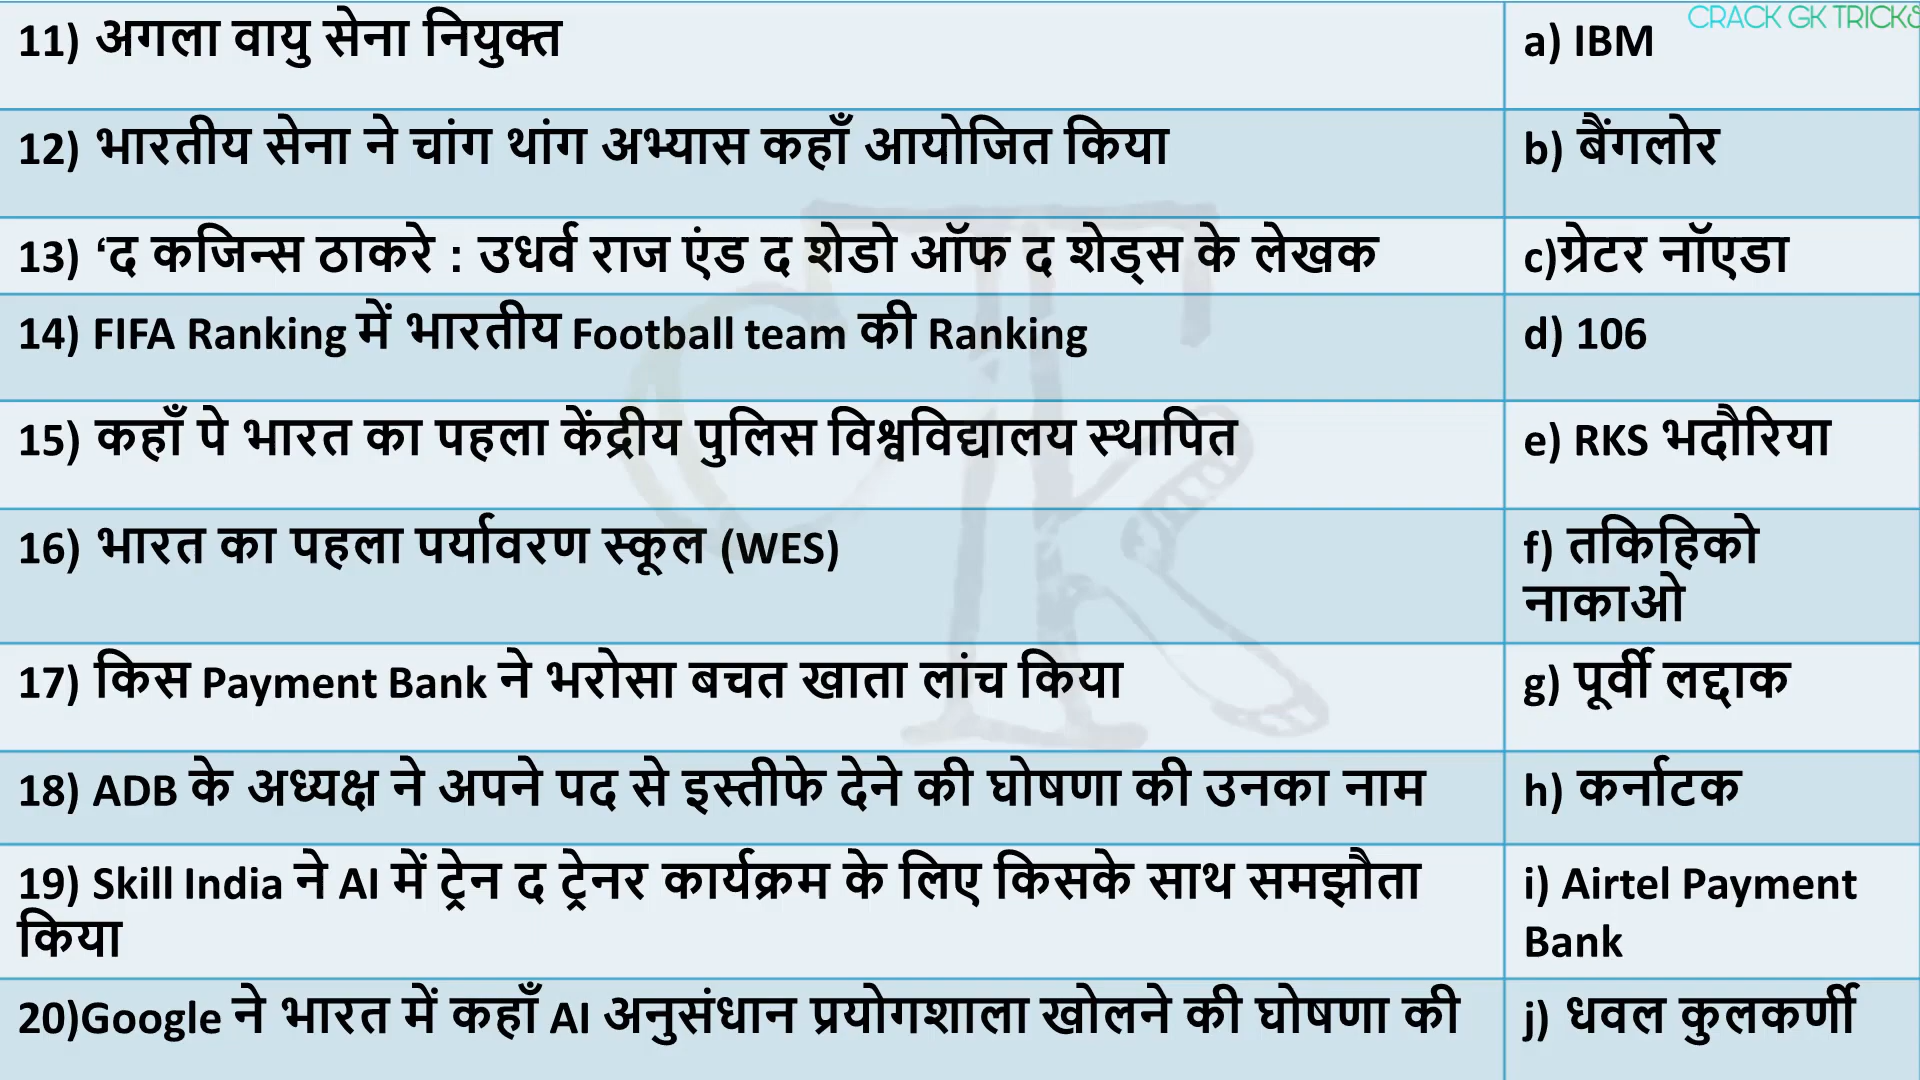 CRACK GK TRICKS
11) अगला वायु सेना नियुक्त
a) IBM
12) भारतीय सेना ने चांग थांग अभ्यास कहाँ आयोजित किया
b) बैंगलोर
13) ‘द कजिन्स ठाकरे : उधर्व राज एंड द शेडो ऑफ द शेड्स के लेखक
c)ग्रेटर नॉएडा
14) FIFA Ranking में भारतीय Football team की Ranking
d) 106
15) कहाँ पे भारत का पहला केंद्रीय पुलिस विश्वविद्यालय स्थापित
e) RKS भदौरिया
16) भारत का पहला पर्यावरण स्कूल (WES)
f) तकिहिको
नाकाओ
17) किस Payment Bank ने भरोसा बचत खाता लांच किया
g) पूर्वी लद्दाक
18) ADB के अध्यक्ष ने अपने पद से इस्तीफे देने की घोषणा की उनका नाम
h) कर्नाटक
19) Skill India ने AI में ट्रेन द ट्रेनर कार्यक्रम के लिए किसके साथ समझौता
किया
i) Airtel Payment
Bank
20)Google ने भारत में कहाँ AI अनुसंधान प्रयोगशाला खोलने की घोषणा की
j) धवल कुलकर्णी